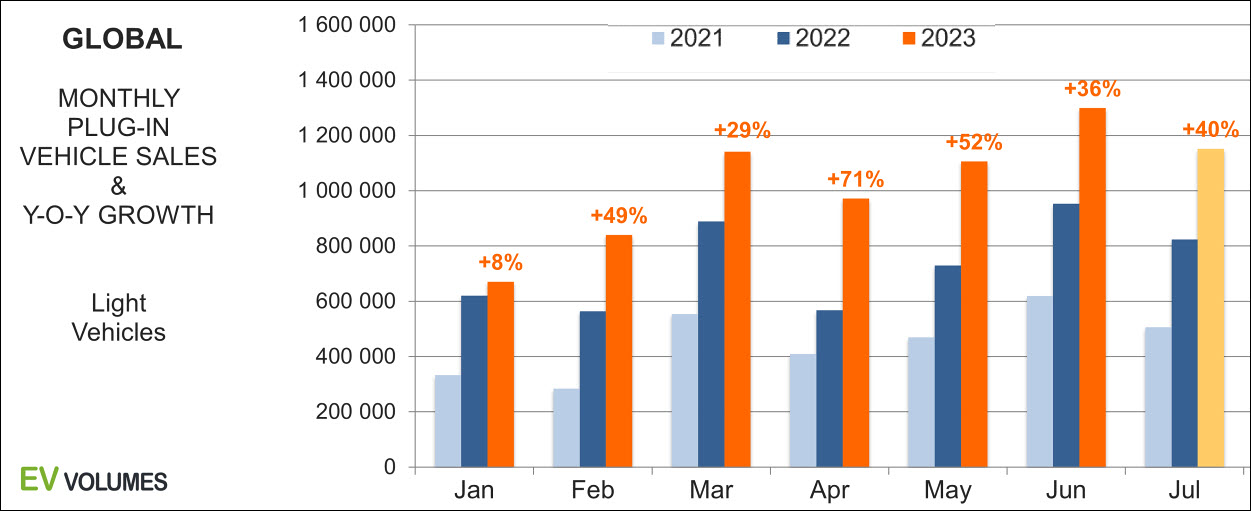 GLOBAL
MONTHLY
PLUG-IN
VEHICLE SALES
&
Y-O-Y GROWTH
Light
Vehicles
EV VOLUMES
2021 2022 2023
1 600 000
1 400 000
1 200 000
1 000 000
800 000
600 000
400 000
200 000
0
+8%
+49%
+29%
+71%
+52%
+36%
+40%
Jan Feb Mar Apr May Jun Jul